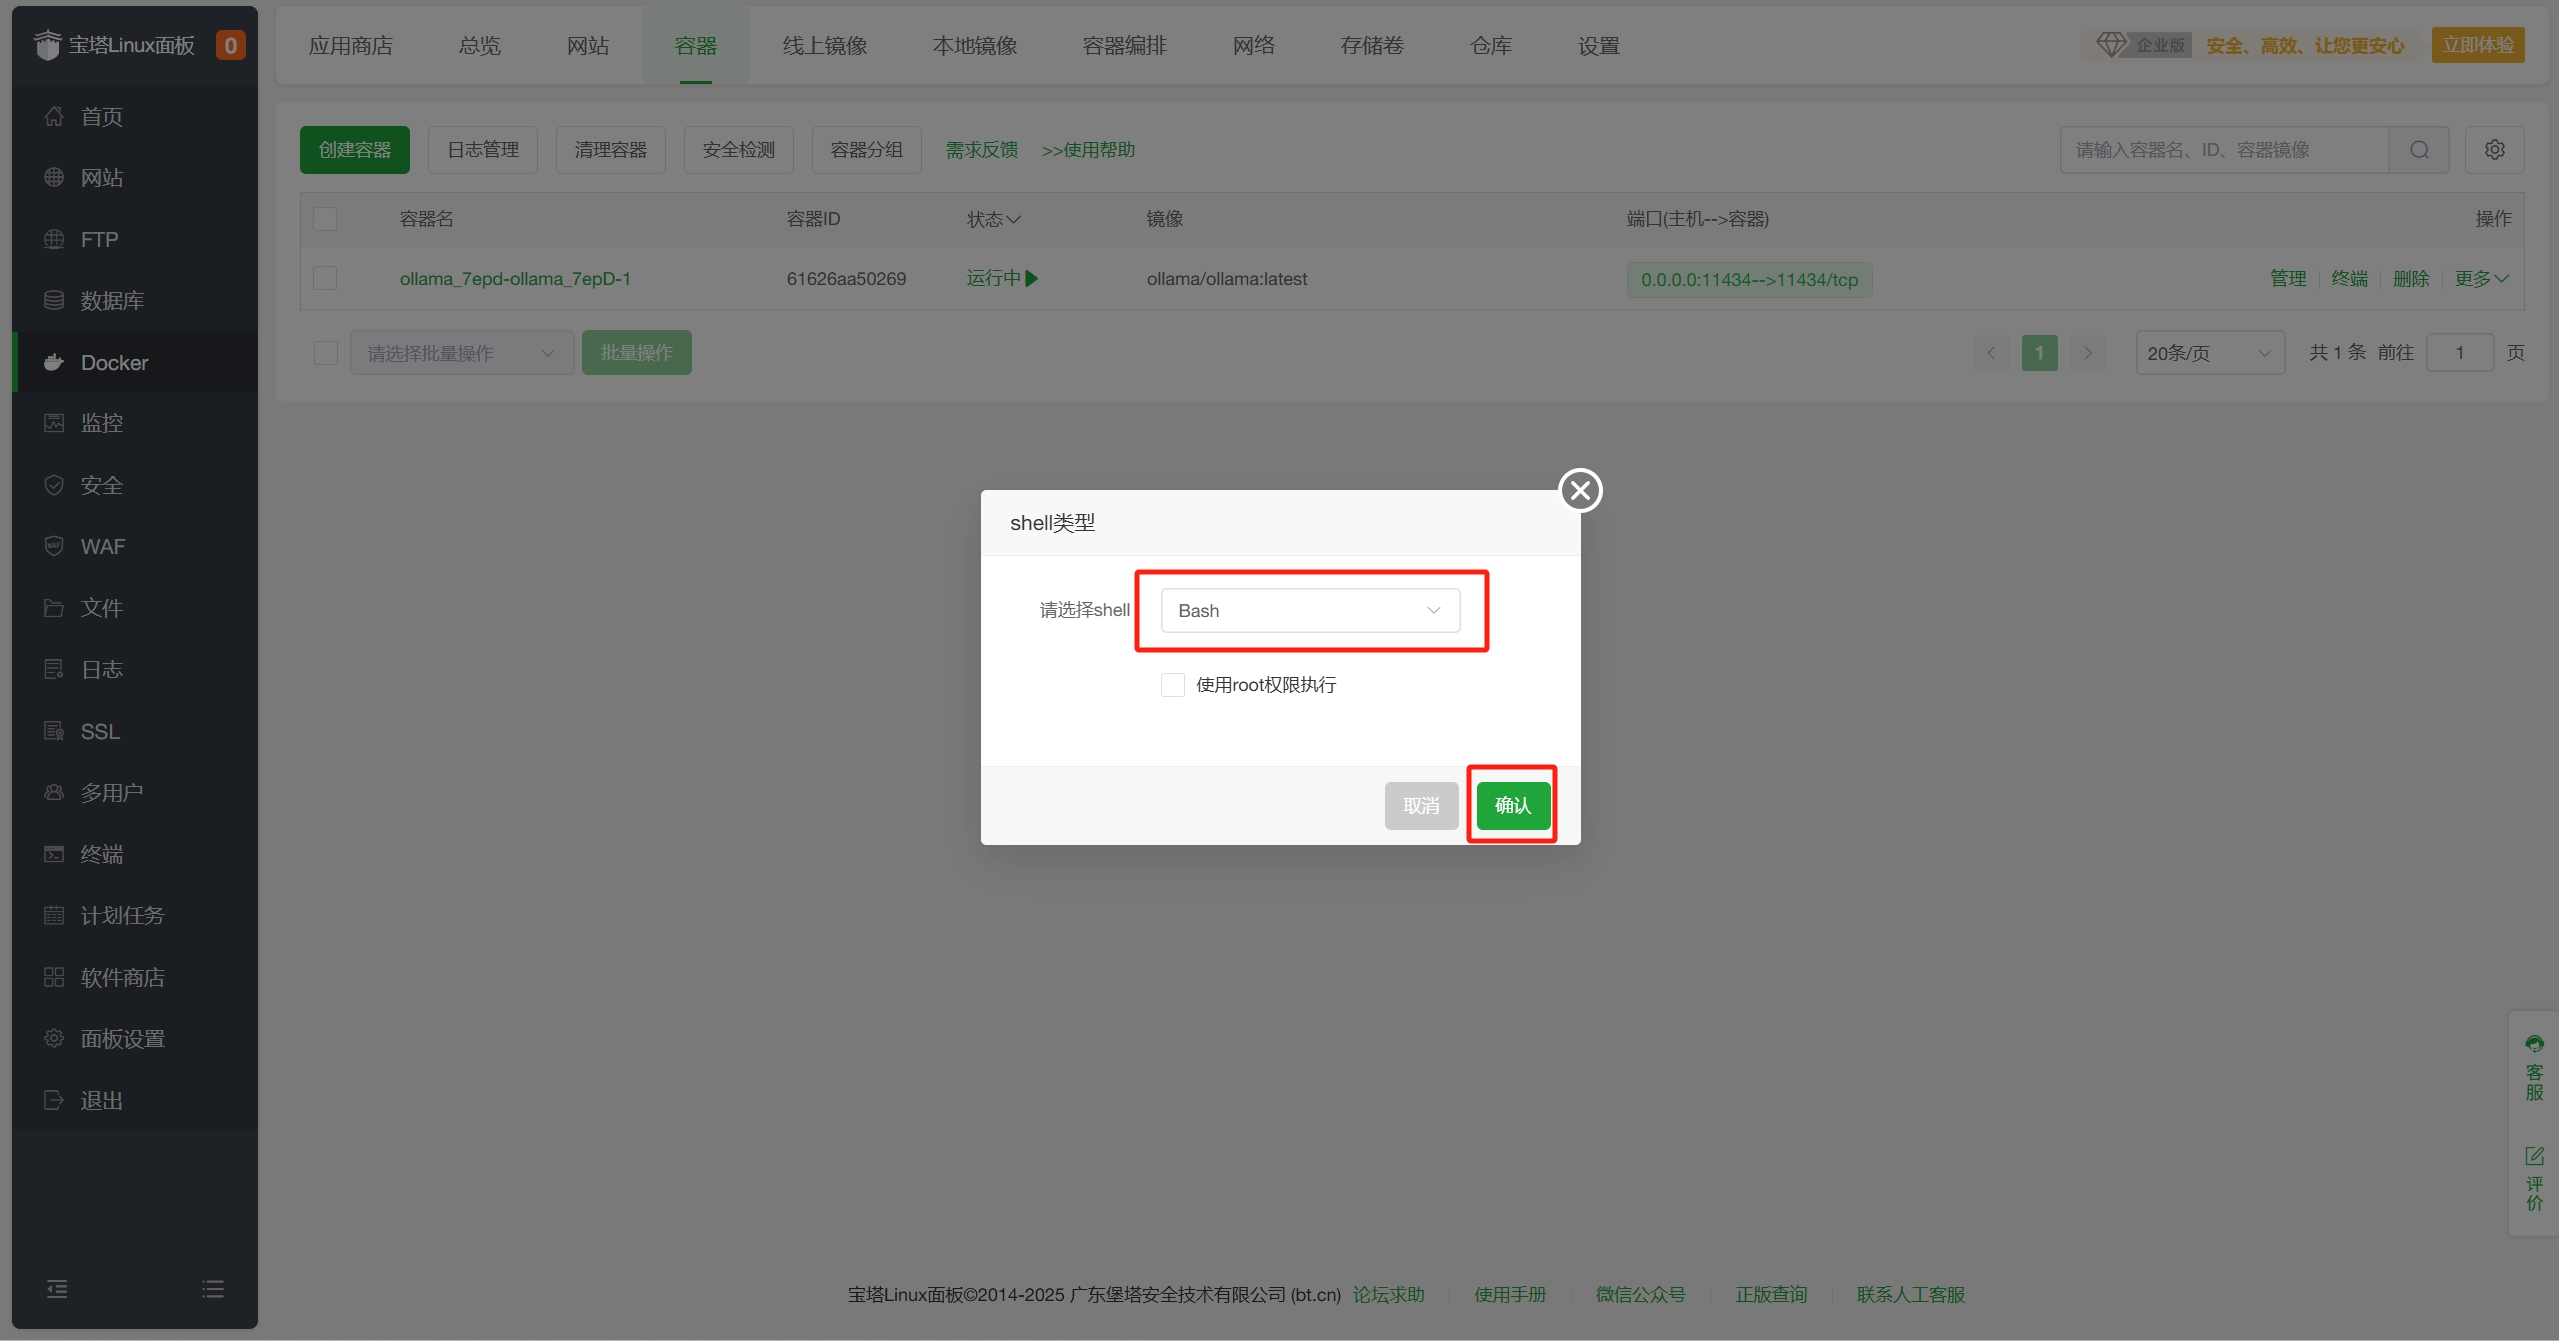 宝塔Linux面板 0
首页
网站
FTP
数据库
Docker
监控
安全
WAF
文件
日志
SSL
多用户
终端
计划任务
软件商店
面板设置
退出
应用商店 总览 网站 容器 线上镜像 本地镜像 容器编排 网络 存储卷 仓库 设置
企业版 安全、高效、让您更安心 立即体验
创建容器 日志管理 清理容器 安全检测 容器分组 需求反馈 >>使用帮助
请输入容器名、ID、容器镜像
容器名 容器ID 状态 镜像 端口(主机-->容器) 操作
ollama_7epd-ollama_7epD-1 61626aa50269 运行中 ollama/ollama:latest 0.0.0.0:11434-->11434/tcp 管理 终端 删除 更多
请选择批量操作 批量操作
1 20条/页 共 1 条 前往 1 页
shell类型
请选择shell Bash
使用root权限执行
取消 确认
客服
评价
宝塔Linux面板©2014-2025 广东堡塔安全技术有限公司 (bt.cn) 论坛求助 使用手册 微信公众号 正版查询 联系人工客服